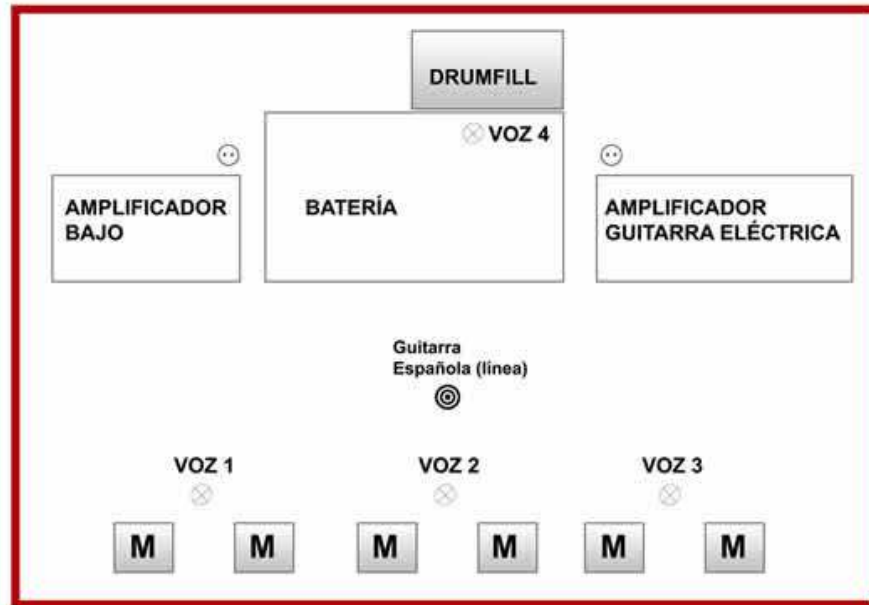 DRUMFILL
VOZ 4
AMPLIFICADOR
BAJO
BATERÍA
AMPLIFICADOR
GUITARRA ELÉCTRICA
Guitarra
Española (línea)
VOZ 1
VOZ 2
VOZ 3
M
M
M
M
M
M